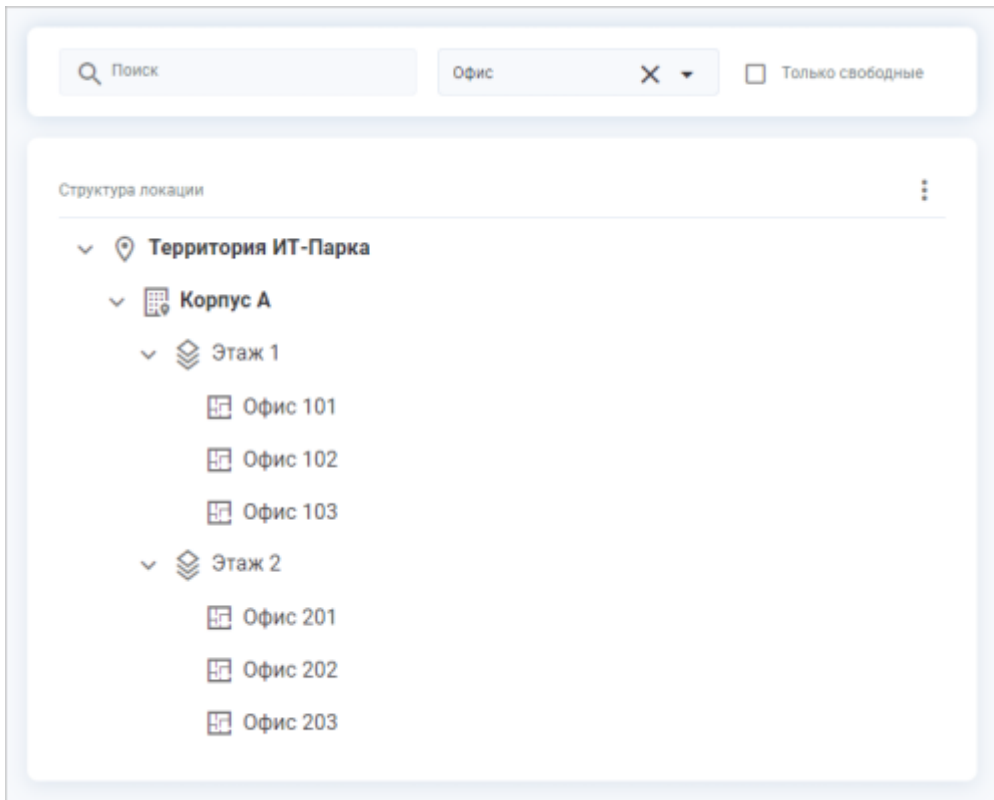 Поиск
Офис
Только свободные
Структура локации
Территория ИТ-Парка
Корпус А
Этаж 1
Офис 101
Офис 102
Офис 103
Этаж 2
Офис 201
Офис 202
Офис 203